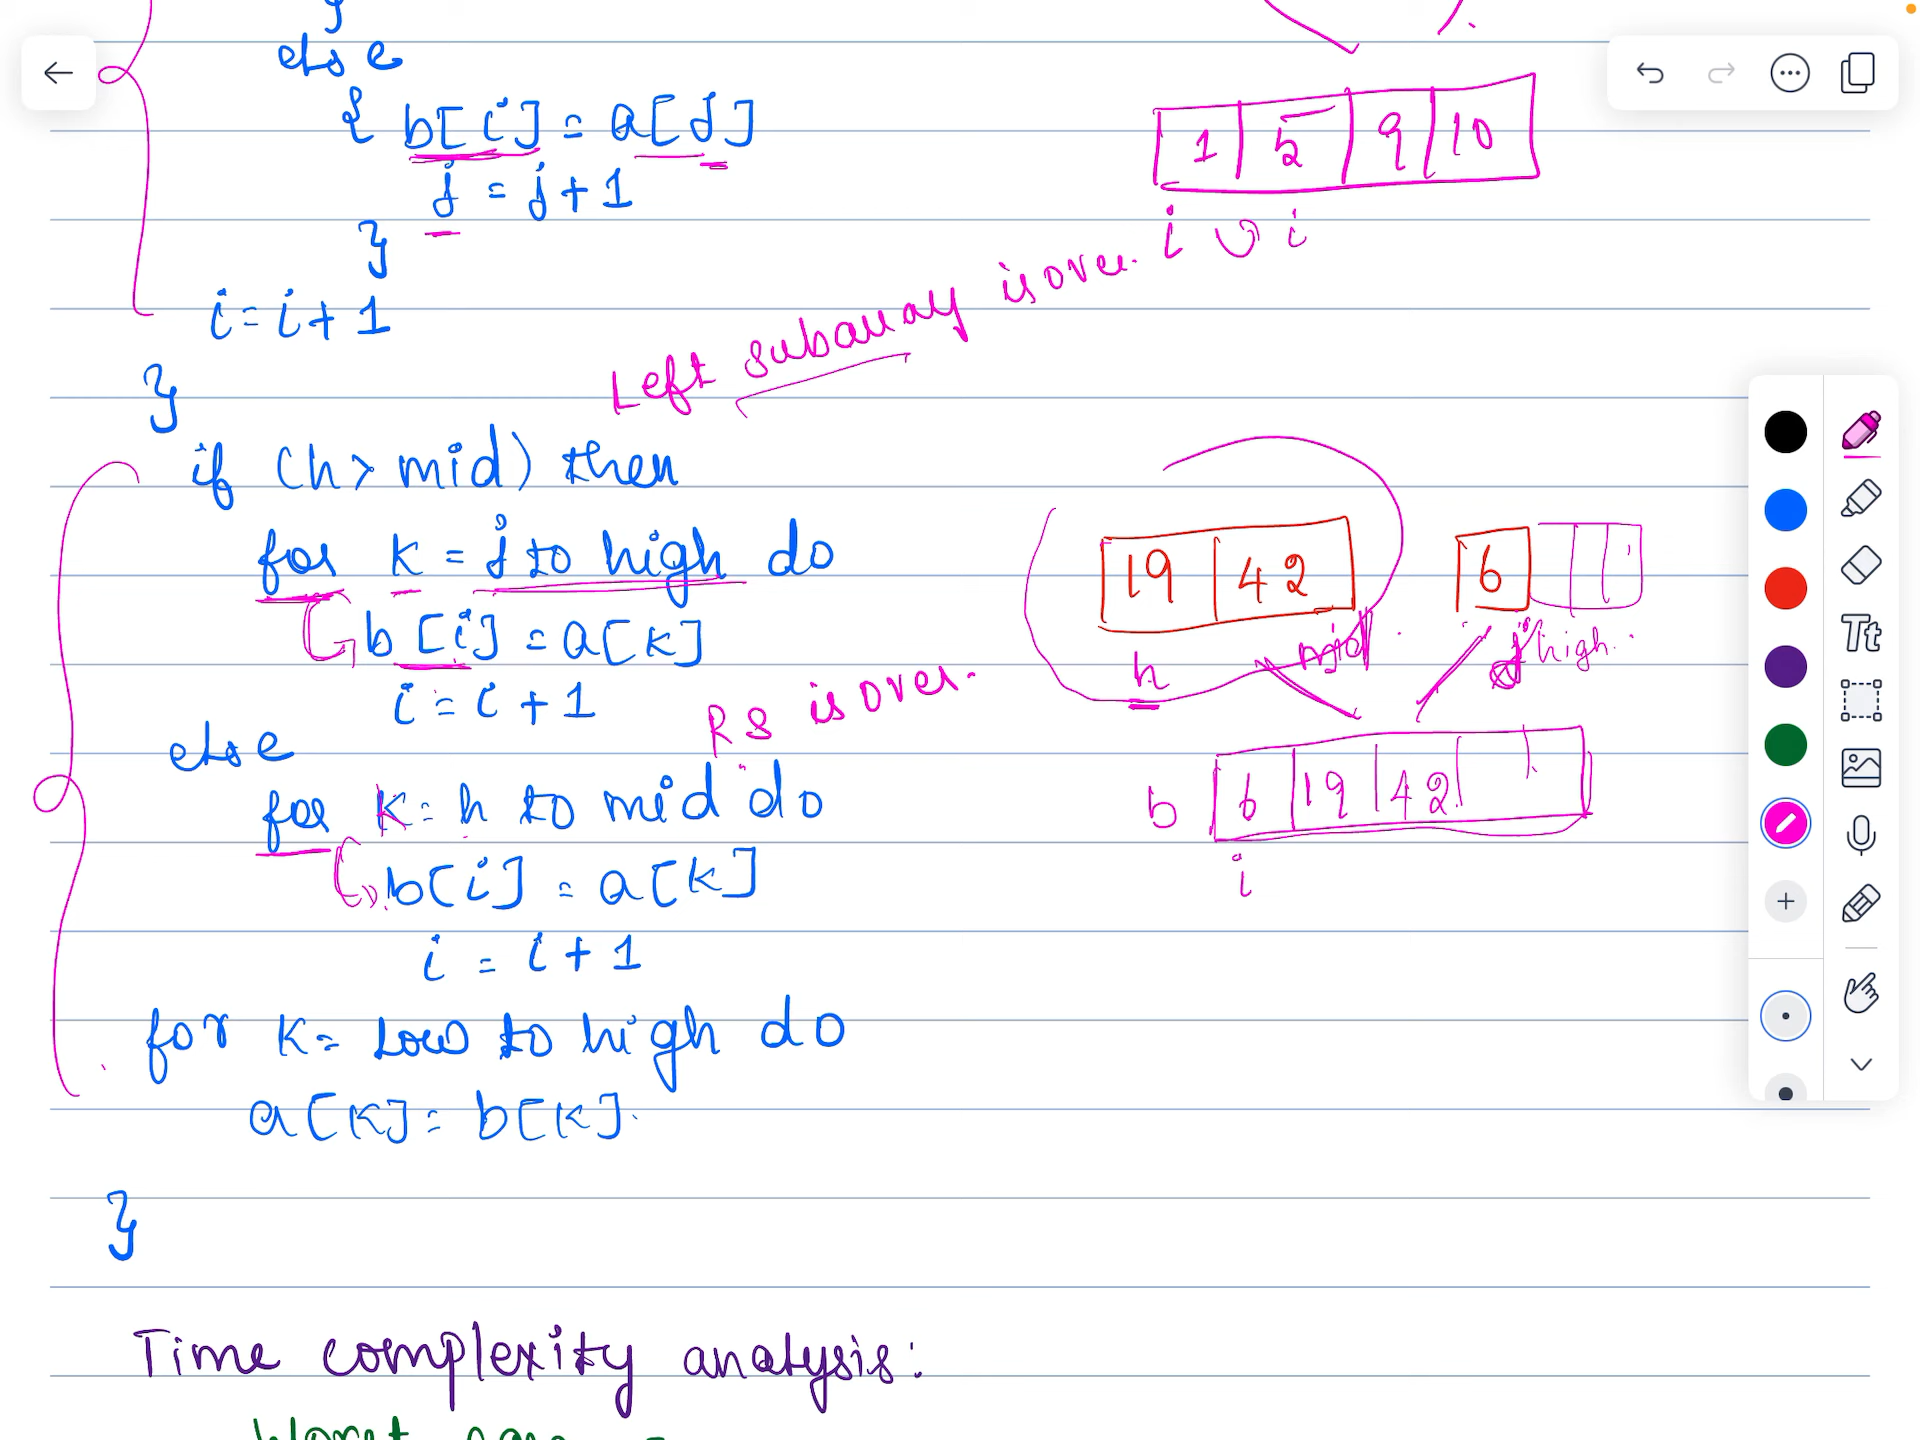 }
else
{ b[i] = a[j]
j = j+1
}
i = i+1
}
1 5 9 10
i i
Left subarray is over.
if (h > mid) then
for k = j to high do
b[i] = a[k]
i = i+1
RS is over.
else
for k = h to mid do
b[i] = a[k]
i = i+1
for k = low to high do
a[k] = b[k].
}
19 42
6
h mid j high.
b 6 19 42
i
Time complexity analysis:
Tt